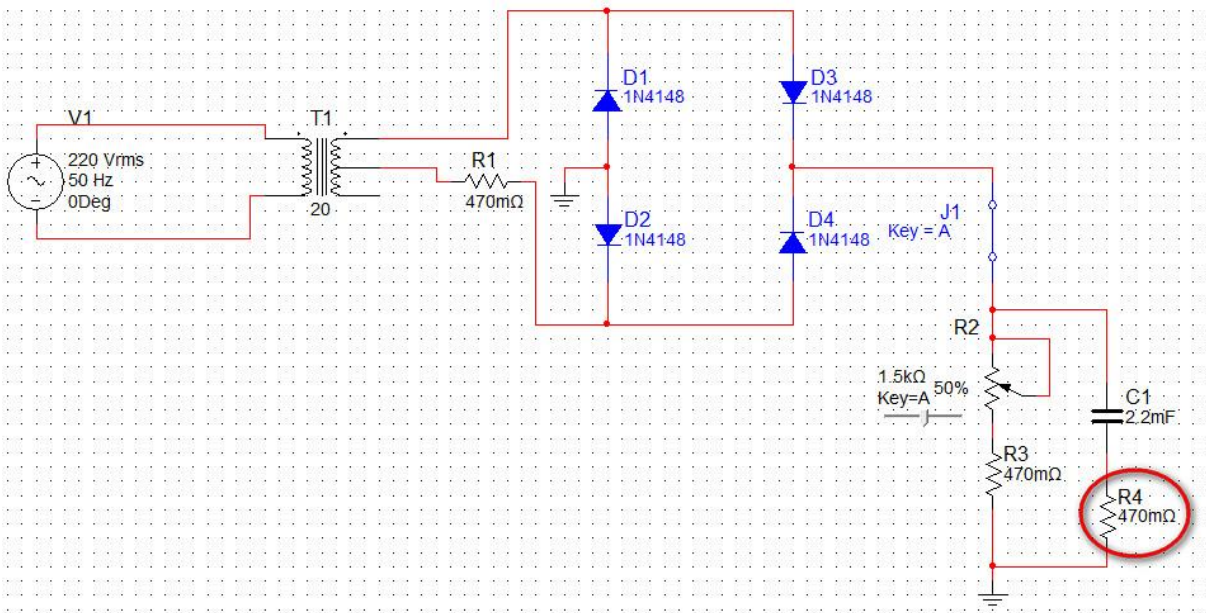 V1
220 Vrms
50 Hz
0Deg
T1
20
R1
470mΩ
D1
1N4148
D3
1N4148
D2
1N4148
D4
1N4148
J1
Key = A
R2
1.5kΩ
50%
Key=A
R3
470mΩ
C1
2.2mF
R4
470mΩ